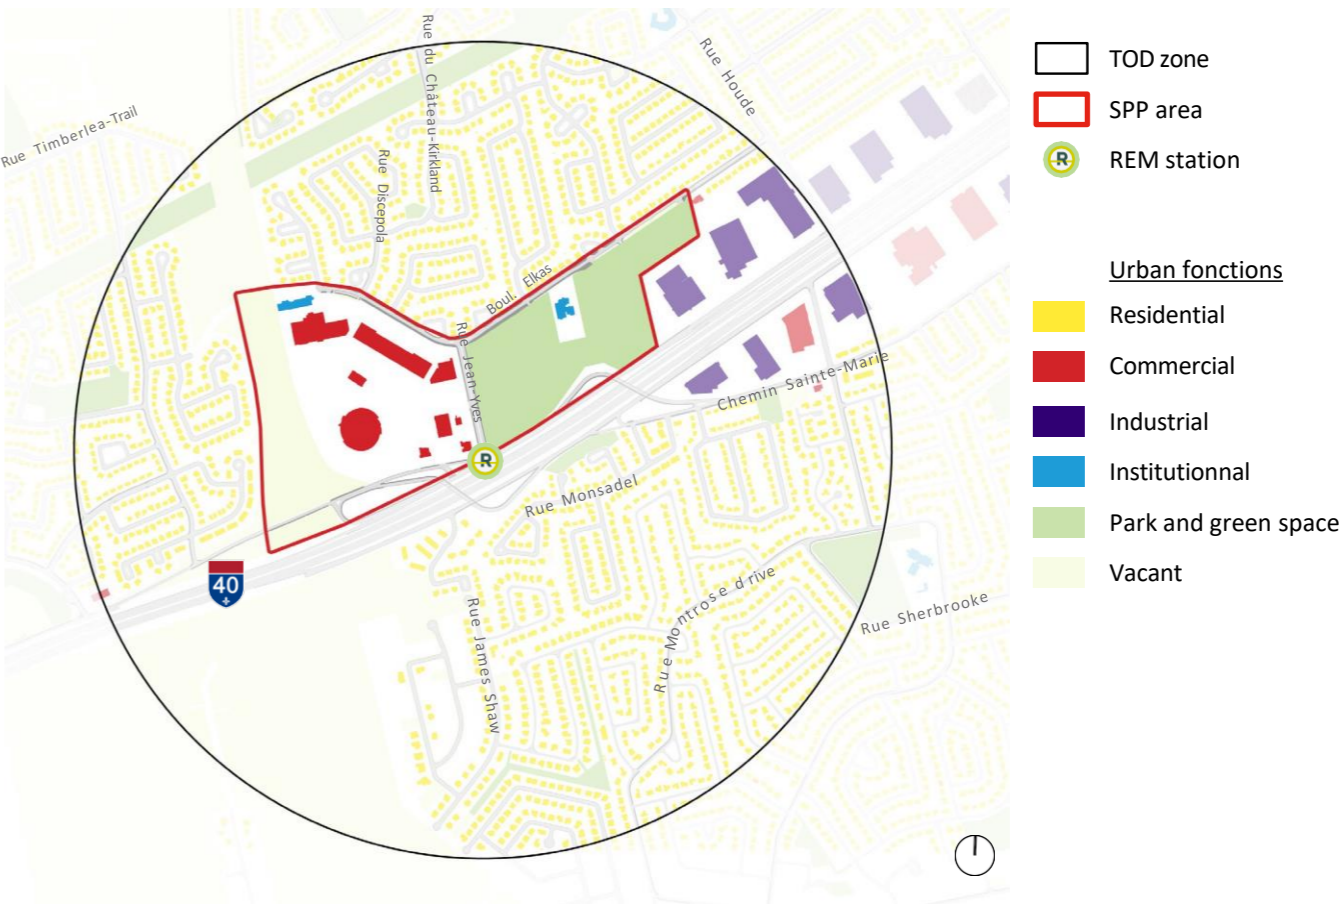 Rue du Château-Kirkland
Rue Houde
Rue Timberlea-Trail
Rue Discepola
Boul. Elkas
Rue Jean-Yves
R
Chemin Sainte-Marie
Rue Monsadel
40
Rue James Shaw
Rue Montrose drive
Rue Sherbrooke
TOD zone
SPP area
R
REM station
Urban fonctions
Residential
Commercial
Industrial
Institutionnal
Park and green space
Vacant